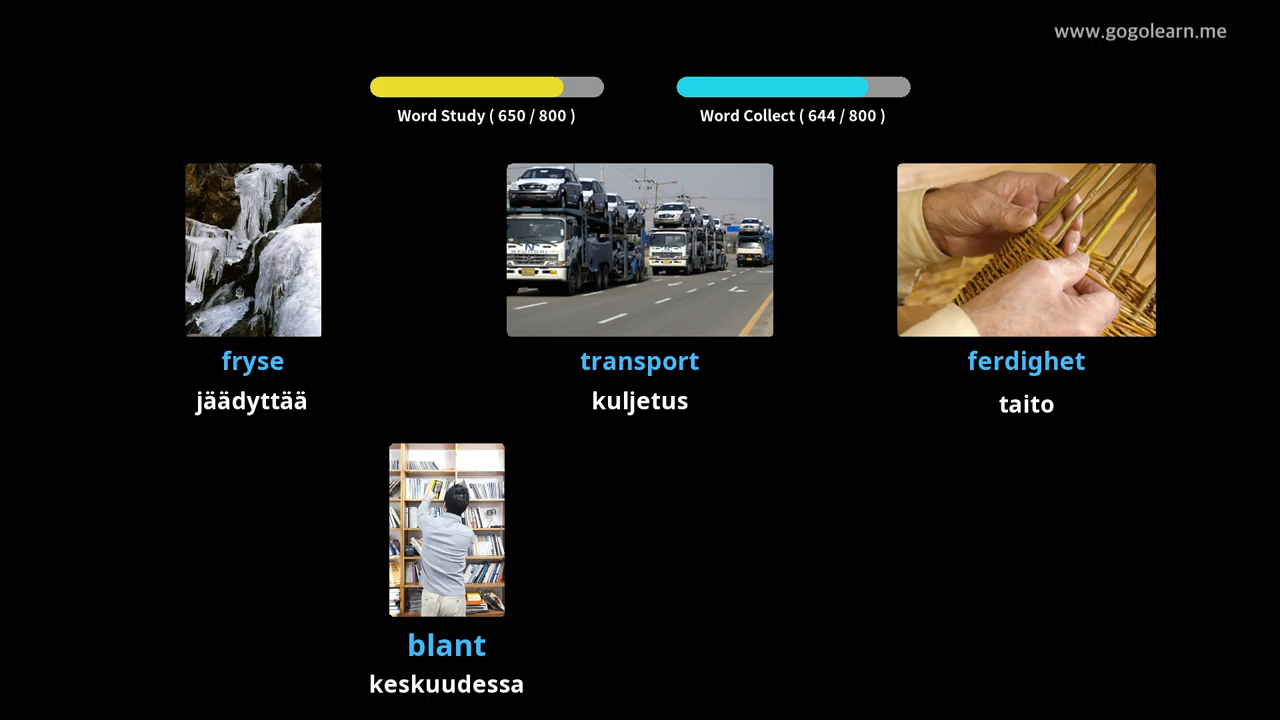 www.gogolearn.me
Word Study ( 650 / 800 )
Word Collect ( 644 / 800 )
fryse
transport
ferdighet
jäädyttää
kuljetus
taito
blant
keskuudessa